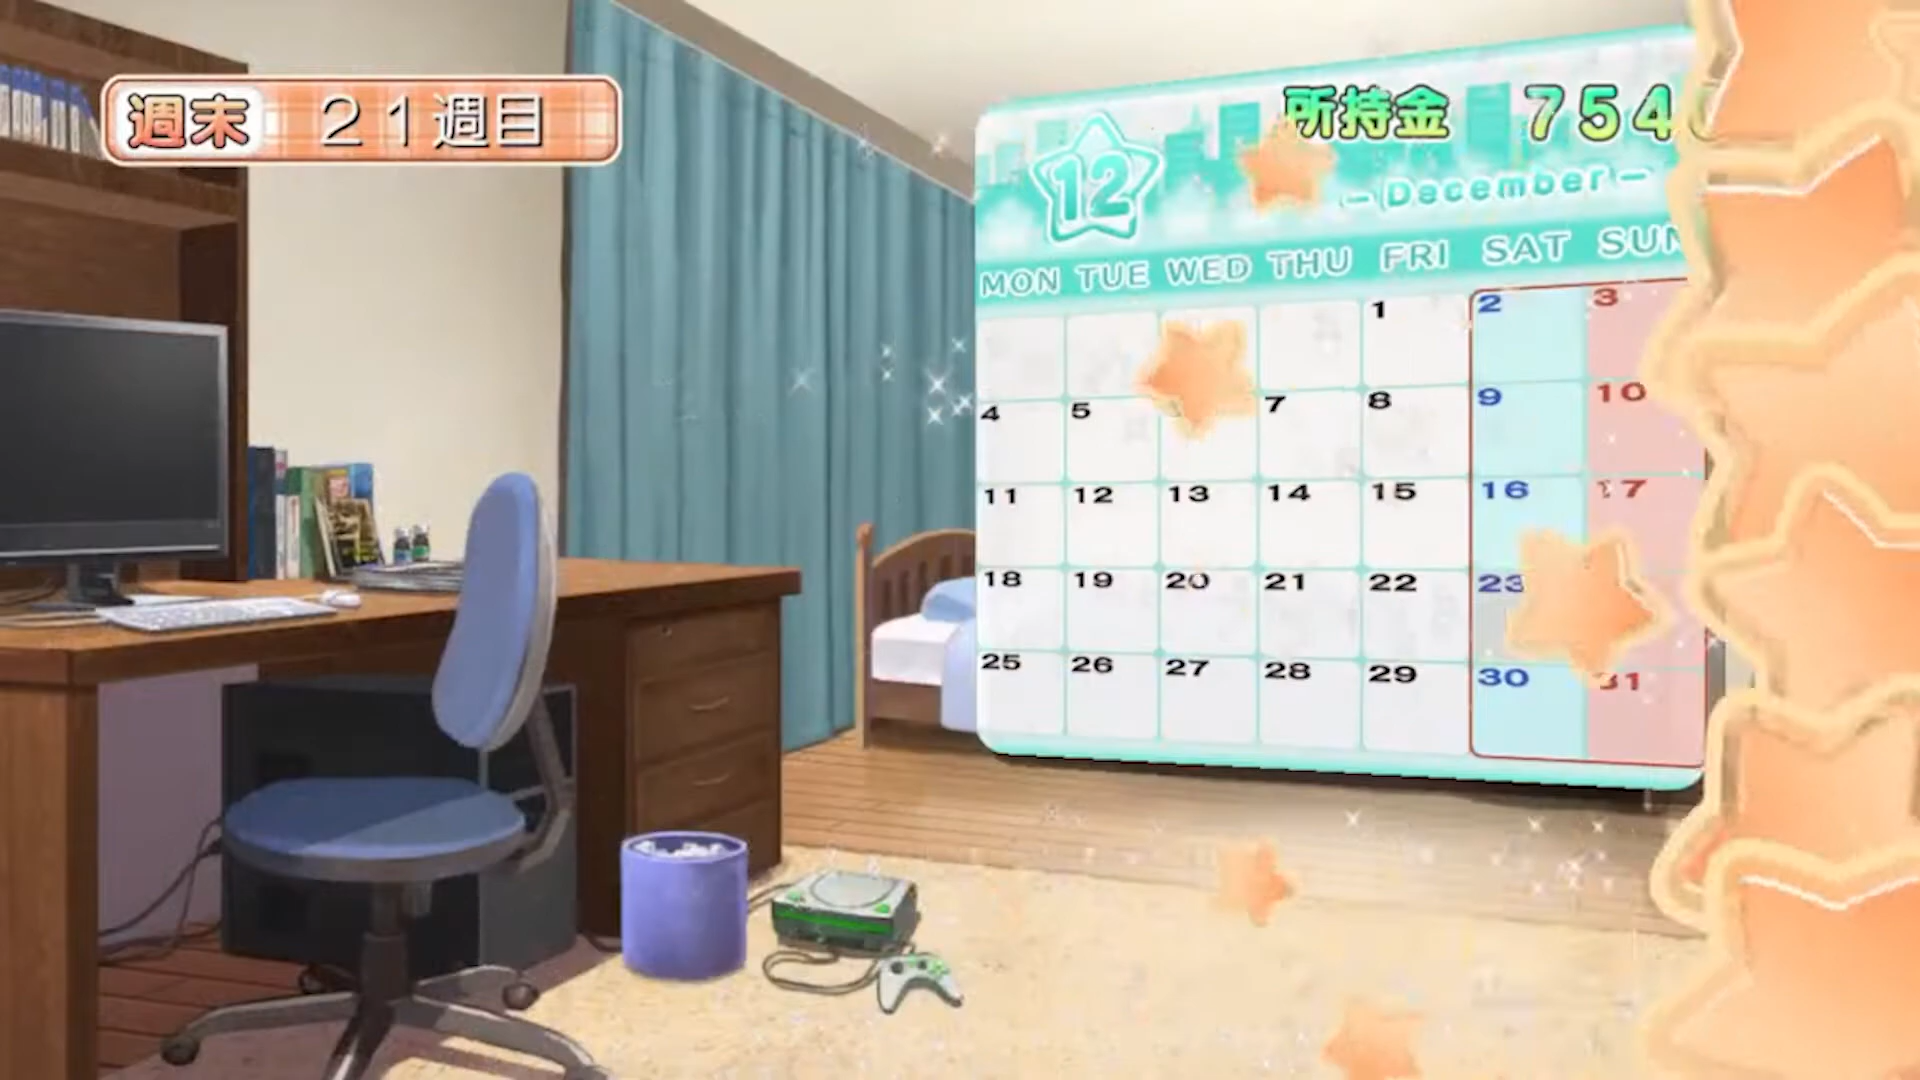 週末 21週目
所持金 754
12
-December-
MON TUE WED THU FRI SAT SUN
1 2 3
4 5 7 8 9 10
11 12 13 14 15 16 17
18 19 20 21 22 23
25 26 27 28 29 30 31